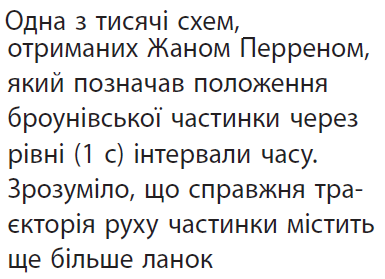 Одна з тисячі схем,
отриманих Жаном Перреном,
який позначав положення
броунівської частинки через
рівні (1 с) інтервали часу.
Зрозуміло, що справжня тра-
єкторія руху частинки містить
ще більше ланок